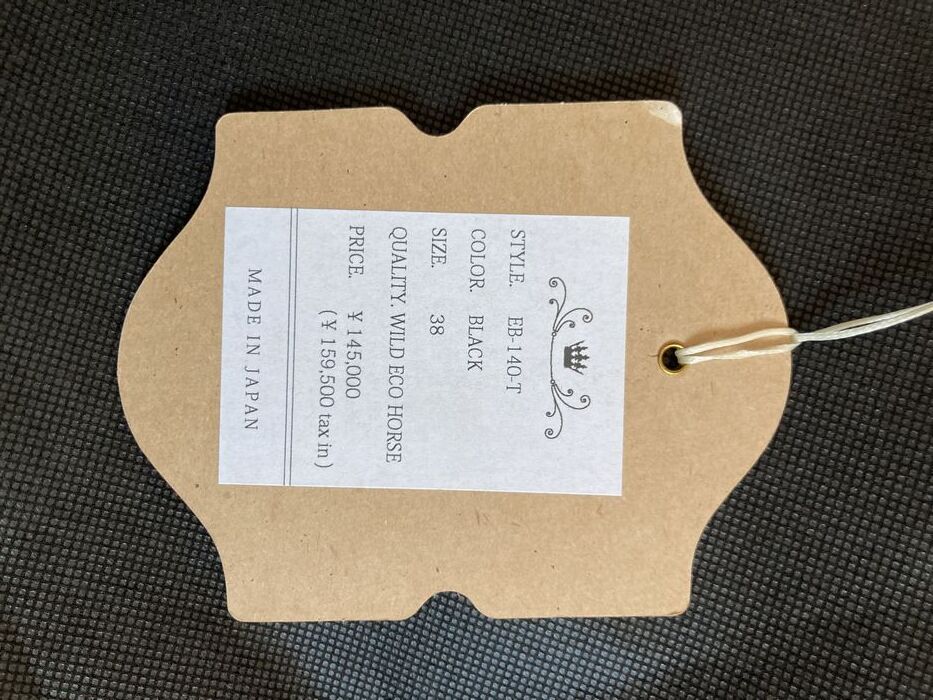 STYLE. EB-140-T
COLOR. BLACK
SIZE. 38
QUALITY. WILD ECO HORSE
PRICE. ¥145,000
(¥ 159,500 tax in)
MADE IN JAPAN